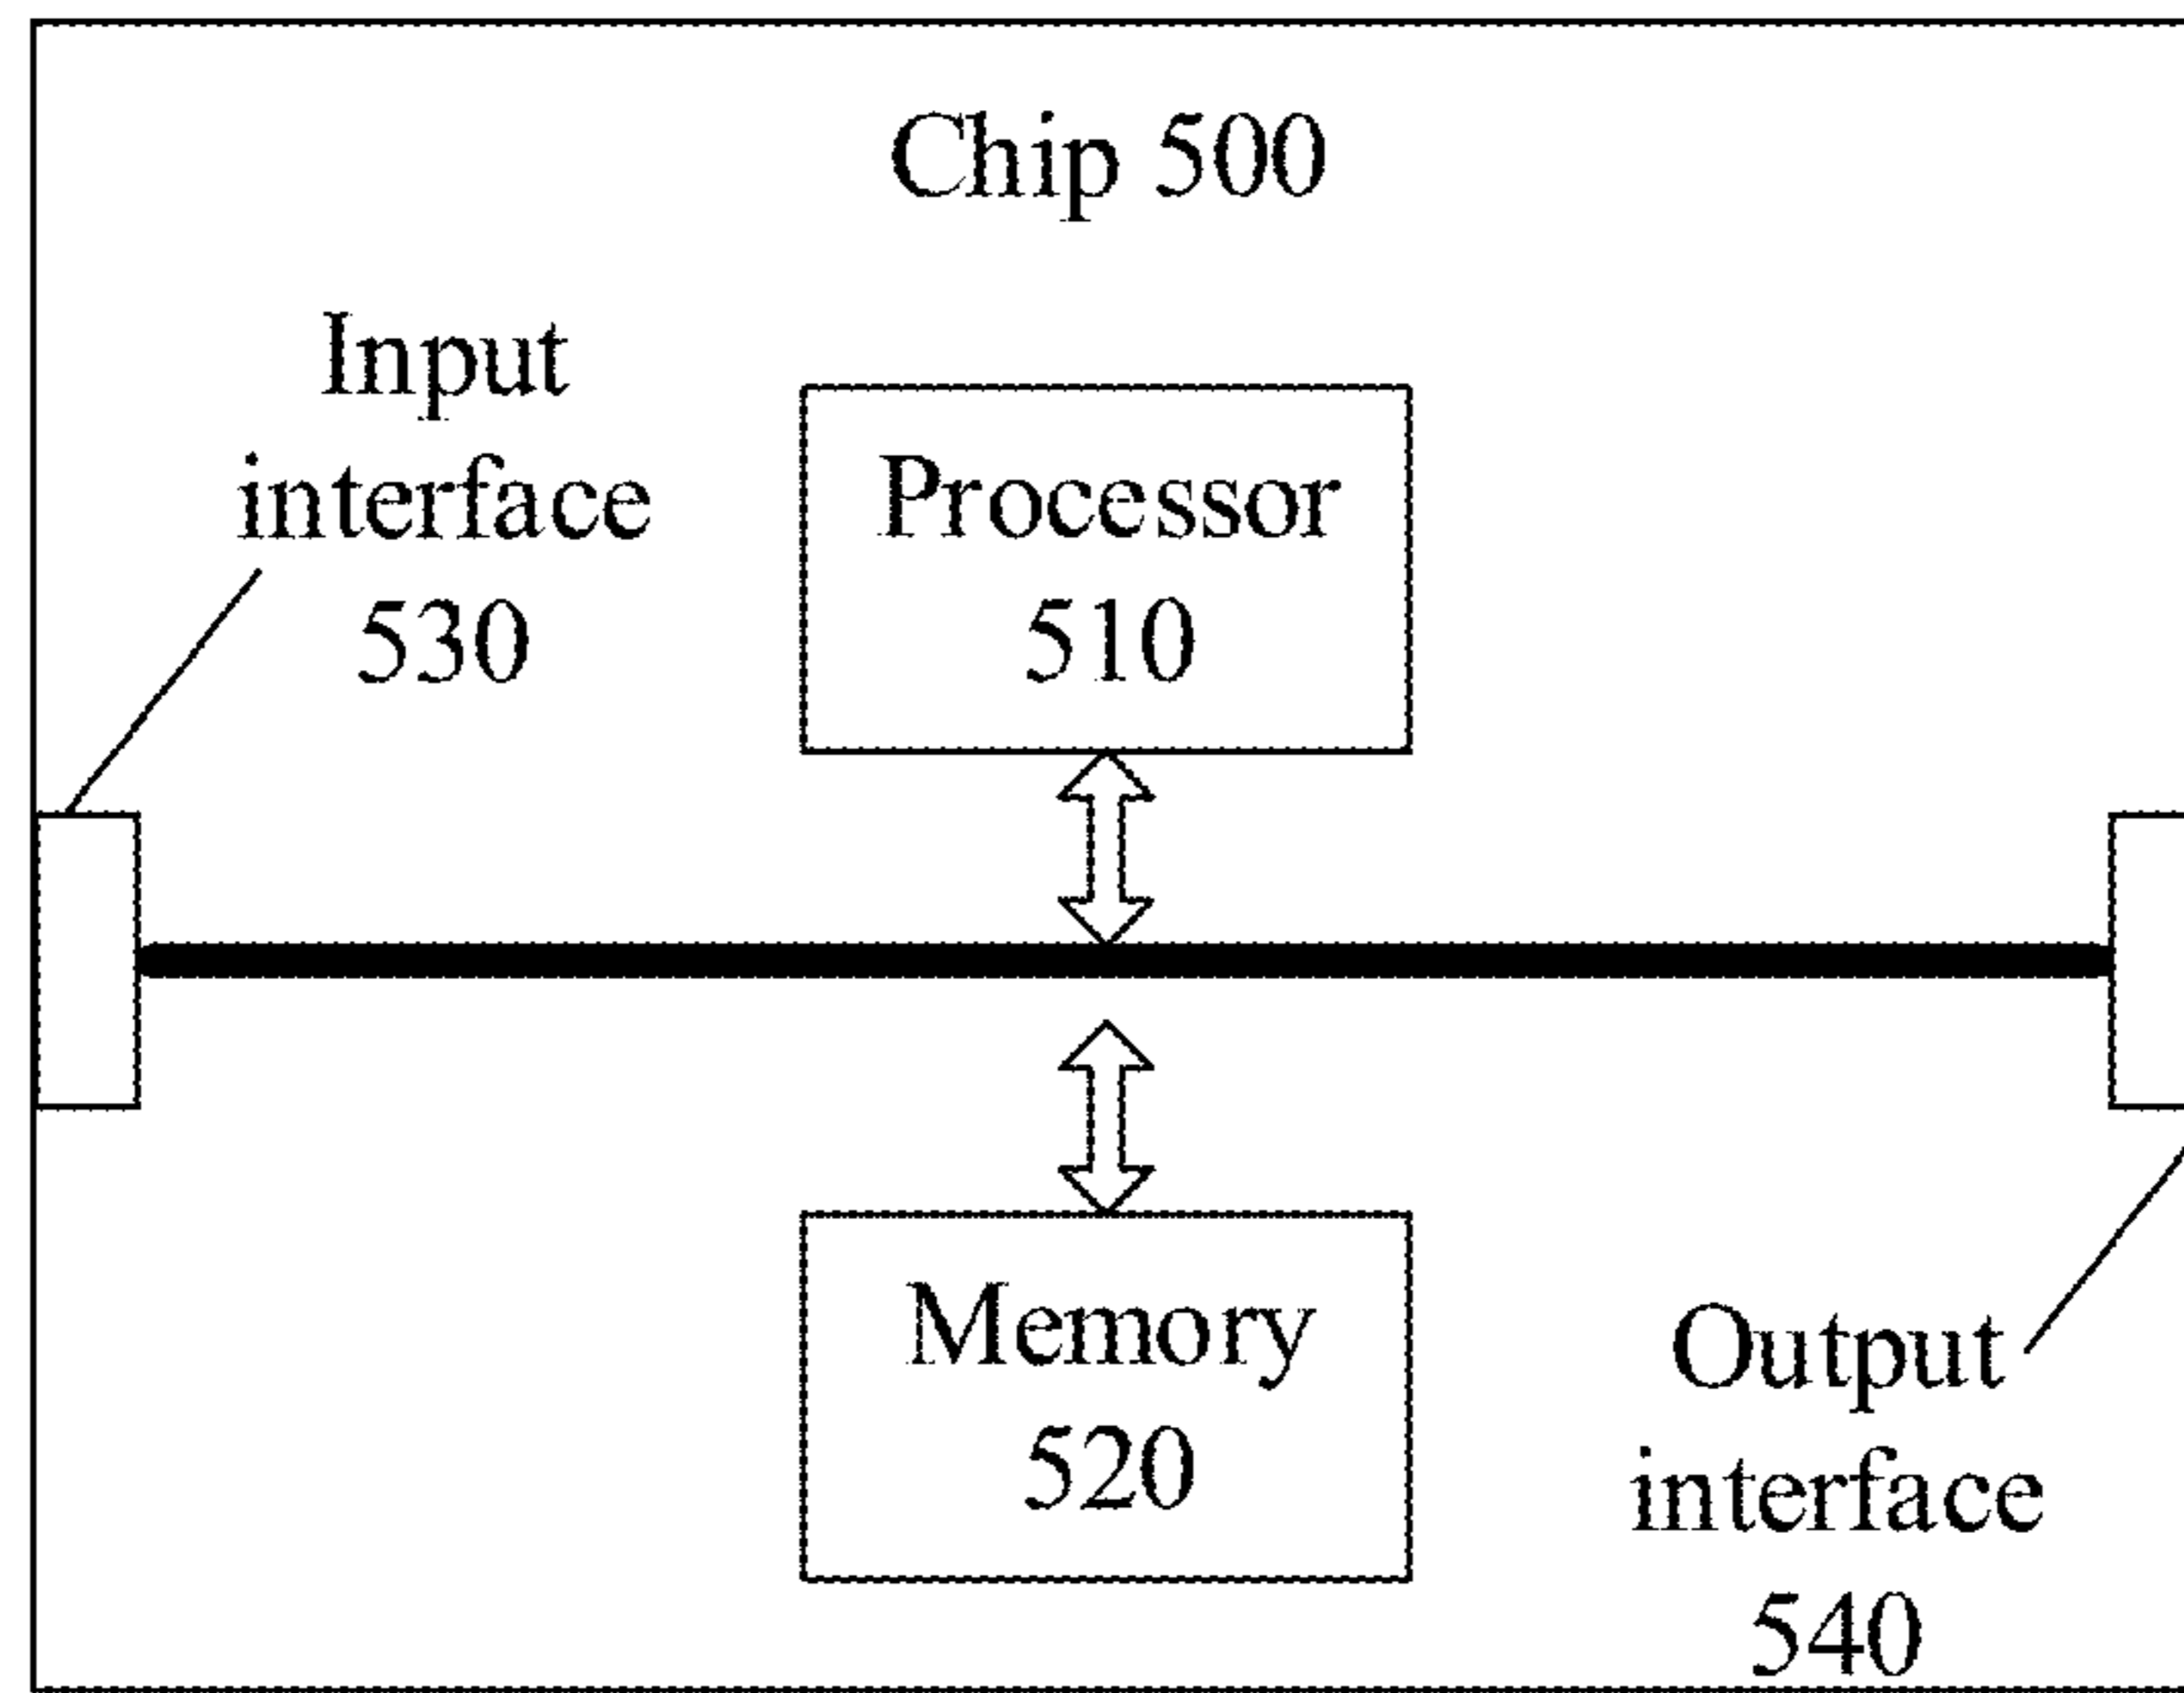 Chip 500
Input
interface
530
Processor
510
Memory
520
Output
interface
540